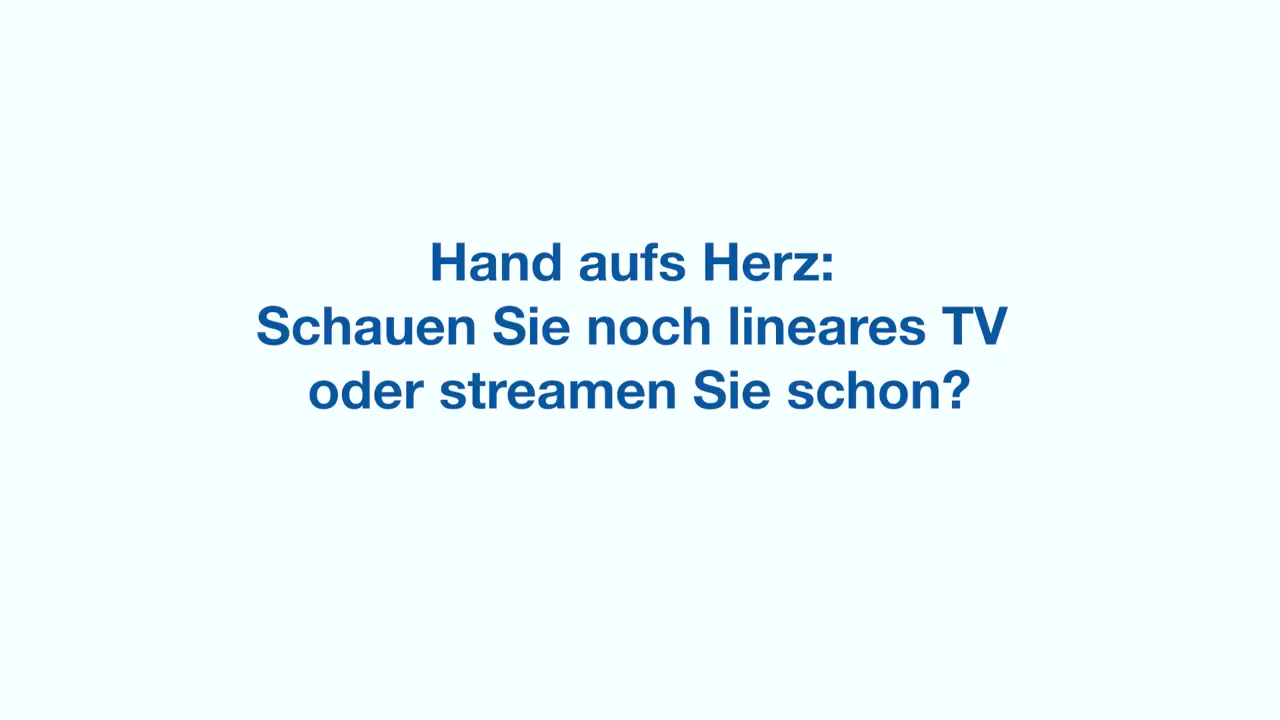 Hand aufs Herz:
Schauen Sie noch lineares TV
oder streamen Sie schon?